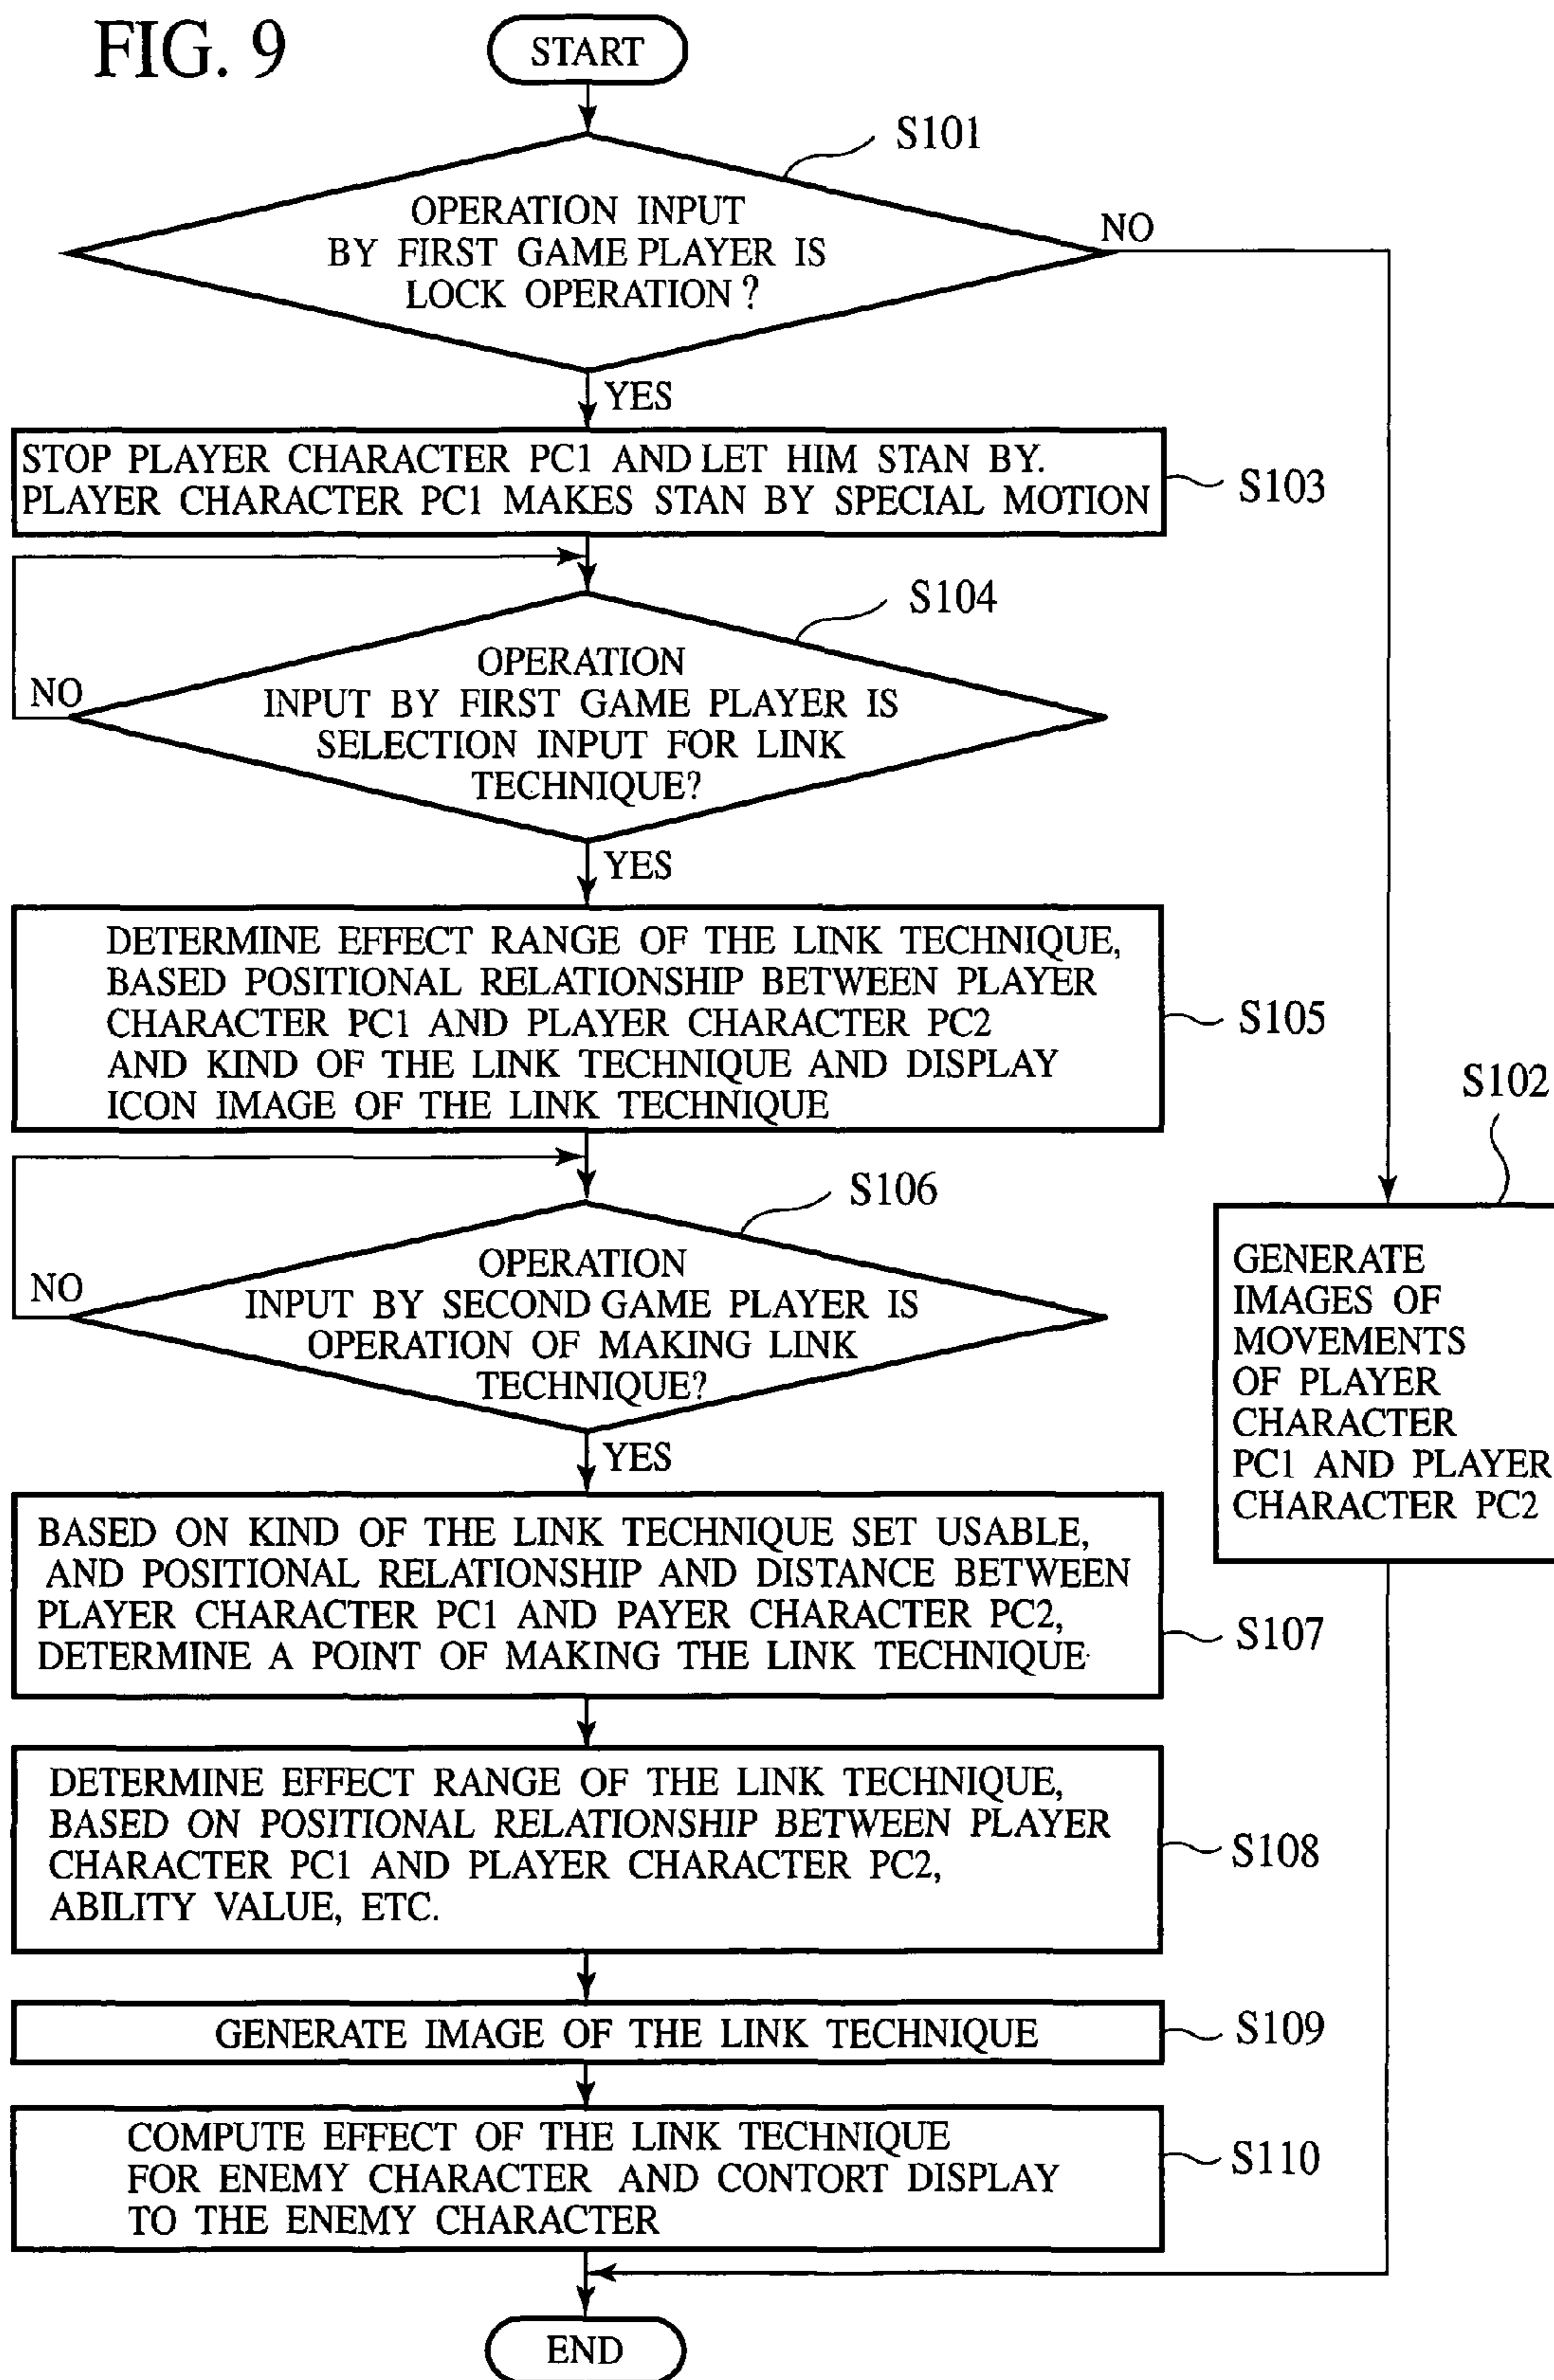 FIG. 9
START
S101
OPERATION INPUT
BY FIRST GAME PLAYER IS
LOCK OPERATION ?
NO
YES
STOP PLAYER CHARACTER PC1 AND LET HIM STAN BY.
PLAYER CHARACTER PC1 MAKES STAN BY SPECIAL MOTION
S103
S104
OPERATION
INPUT BY FIRST GAME PLAYER IS
SELECTION INPUT FOR LINK
TECHNIQUE?
NO
YES
DETERMINE EFFECT RANGE OF THE LINK TECHNIQUE,
BASED POSITIONAL RELATIONSHIP BETWEEN PLAYER
CHARACTER PC1 AND PLAYER CHARACTER PC2
AND KIND OF THE LINK TECHNIQUE AND DISPLAY
ICON IMAGE OF THE LINK TECHNIQUE
S105
S102
GENERATE
IMAGES OF
MOVEMENTS
OF PLAYER
CHARACTER
PC1 AND PLAYER
CHARACTER PC2
S106
OPERATION
INPUT BY SECOND GAME PLAYER IS
OPERATION OF MAKING LINK
TECHNIQUE?
NO
YES
BASED ON KIND OF THE LINK TECHNIQUE SET USABLE,
AND POSITIONAL RELATIONSHIP AND DISTANCE BETWEEN
PLAYER CHARACTER PC1 AND PAYER CHARACTER PC2,
DETERMINE A POINT OF MAKING THE LINK TECHNIQUE
S107
DETERMINE EFFECT RANGE OF THE LINK TECHNIQUE,
BASED ON POSITIONAL RELATIONSHIP BETWEEN PLAYER
CHARACTER PC1 AND PLAYER CHARACTER PC2,
ABILITY VALUE, ETC.
S108
GENERATE IMAGE OF THE LINK TECHNIQUE
S109
COMPUTE EFFECT OF THE LINK TECHNIQUE
FOR ENEMY CHARACTER AND CONTORT DISPLAY
TO THE ENEMY CHARACTER
S110
END